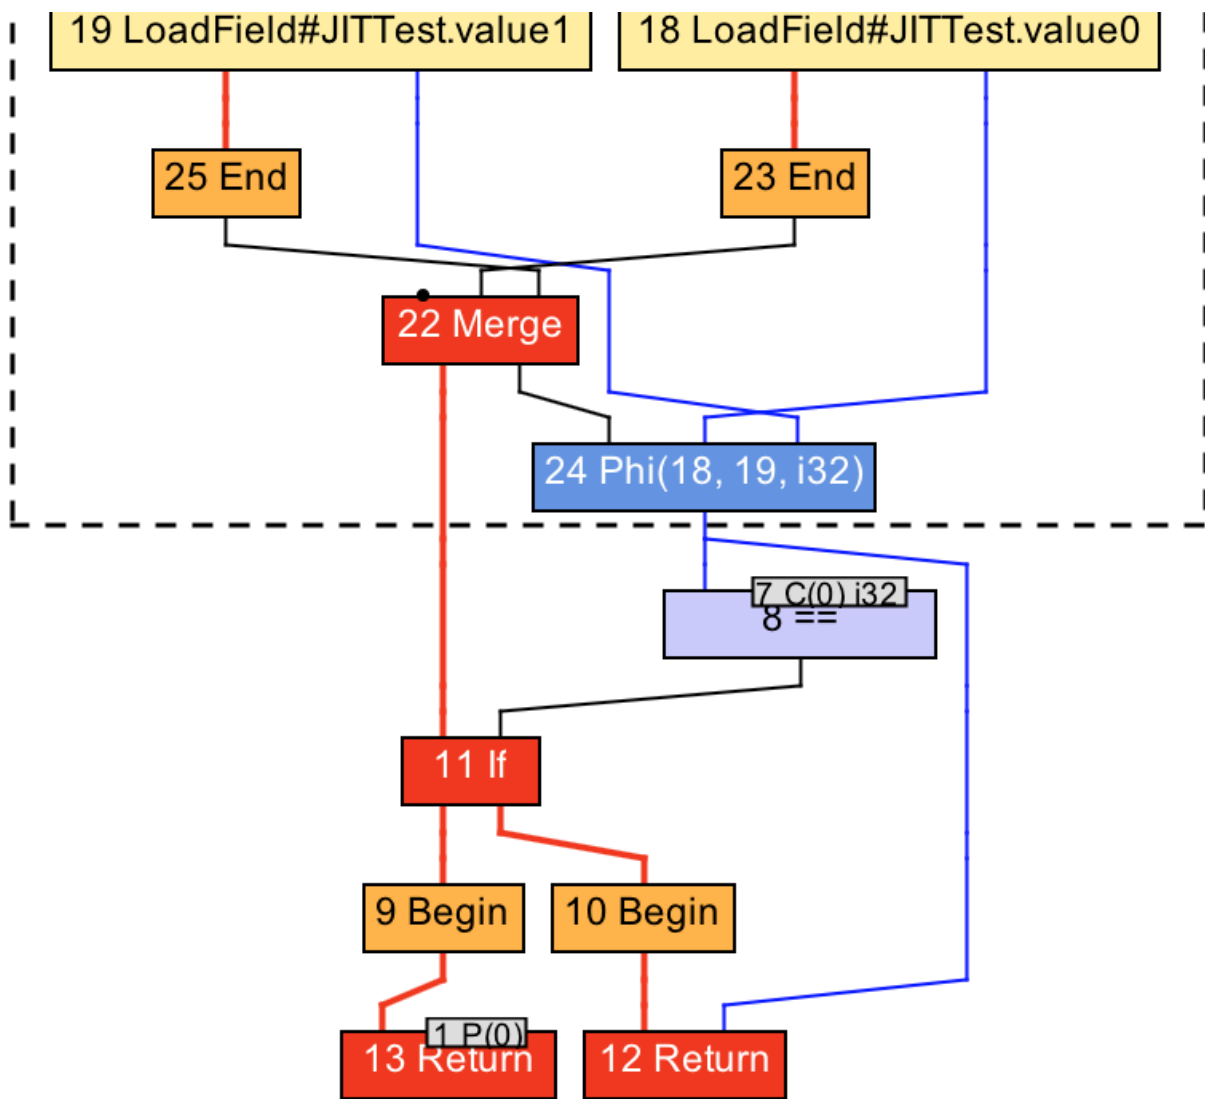 19 LoadField#JITTest.value1
18 LoadField#JITTest.value0
25 End
23 End
22 Merge
24 Phi(18, 19, i32)
7 C(0) i32
8 ==
11 If
9 Begin
10 Begin
1 P(0)
13 Return
12 Return